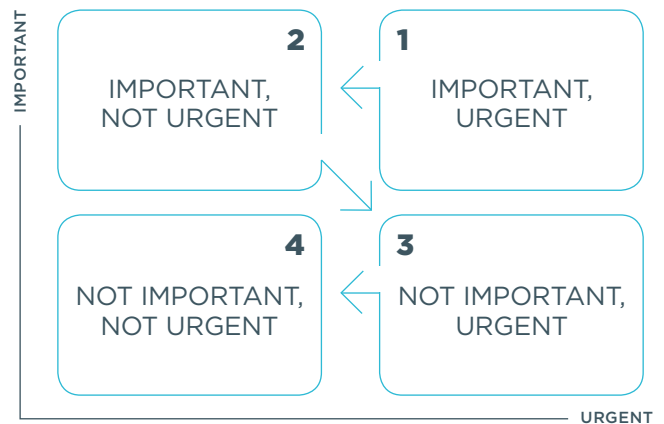 IMPORTANT
2
IMPORTANT,
NOT URGENT
1
IMPORTANT,
URGENT
4
NOT IMPORTANT,
NOT URGENT
3
NOT IMPORTANT,
URGENT
URGENT